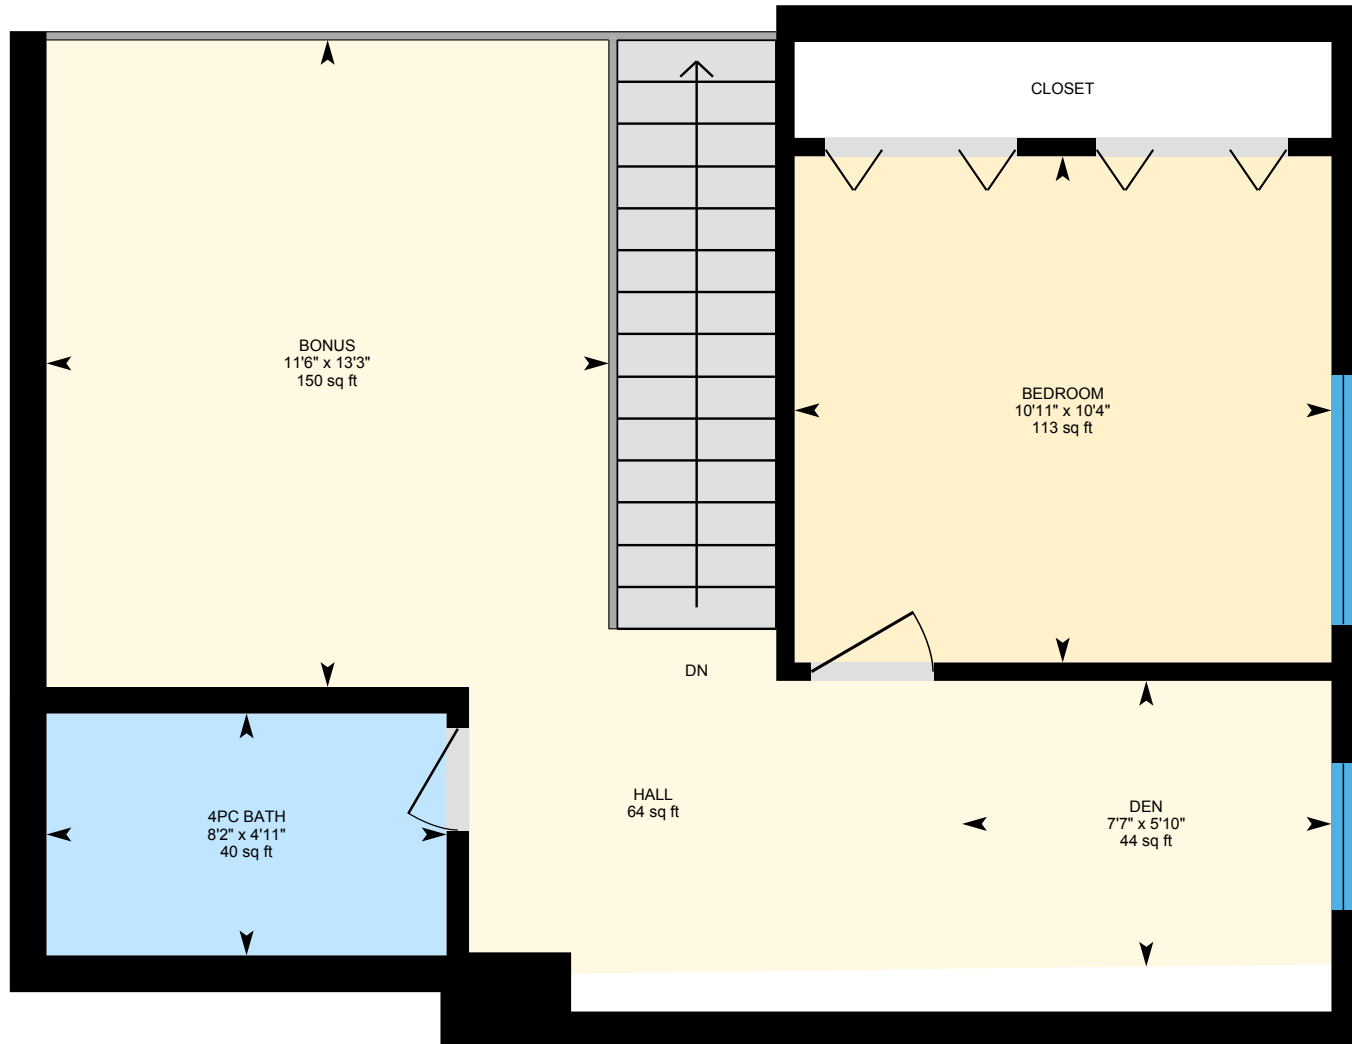 CLOSET
BONUS
11'6" x 13'3"
150 sq ft
BEDROOM
10'11" x 10'4"
113 sq ft
DN
HALL
64 sq ft
4PC BATH
8'2" x 4'11"
40 sq ft
DEN
7'7" x 5'10"
44 sq ft